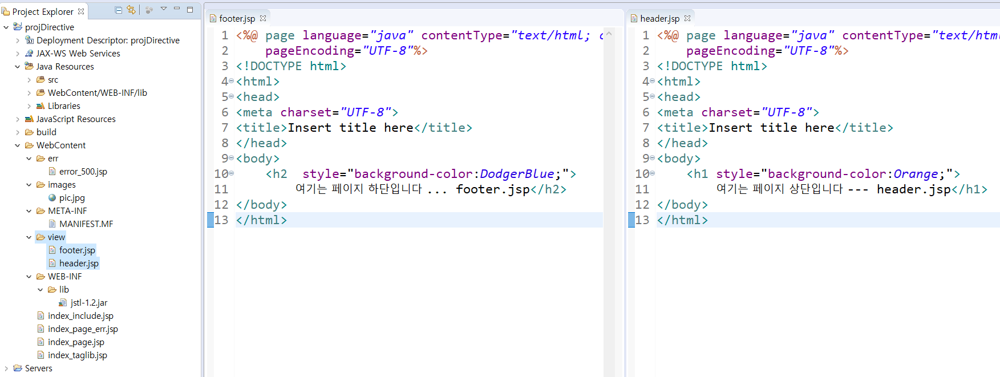 Project Explorer
projDirective
Deployment Descriptor: projDirective
JAX-WS Web Services
Java Resources
src
WebContent/WEB-INF/lib
Libraries
JavaScript Resources
build
WebContent
err
error_500.jsp
images
pic.jpg
META-INF
MANIFEST.MF
view
footer.jsp
header.jsp
WEB-INF
lib
jstl-1.2.jar
index_include.jsp
index_page_err.jsp
index_page.jsp
index_taglib.jsp
Servers
footer.jsp
1 <%@ page language="java" contentType="text/html; c
2 pageEncoding="UTF-8"%>
3 <!DOCTYPE html>
4 <html>
5 <head>
6 <meta charset="UTF-8">
7 <title>Insert title here</title>
8 </head>
9 <body>
10 <h2  style="background-color:DodgerBlue;">
11 여기는 페이지 하단입니다 ... footer.jsp</h2>
12 </body>
13 </html>
header.jsp
1 <%@ page language="java" contentType="text/html
2 pageEncoding="UTF-8"%>
3 <!DOCTYPE html>
4 <html>
5 <head>
6 <meta charset="UTF-8">
7 <title>Insert title here</title>
8 </head>
9 <body>
10 <h1 style="background-color:Orange;">
11 여기는 페이지 상단입니다 --- header.jsp</h1>
12 </body>
13 </html>